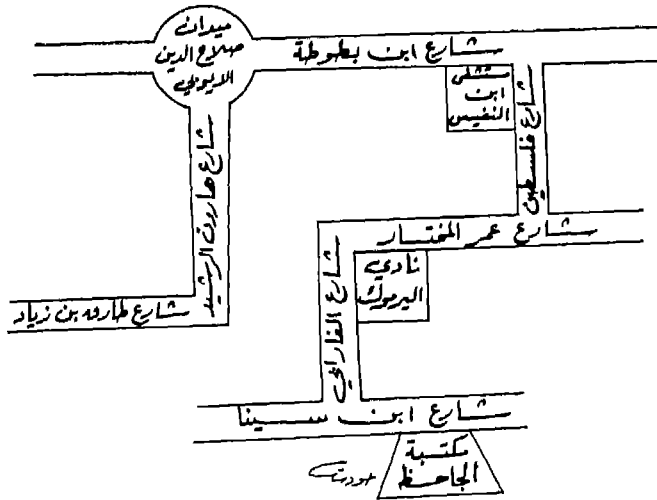 ميدان
صلاح الدين
الايوبي
شارع ابن بطوطة
مستشفى
ابن
النفيس
شارع فلسطين
شارع هارون الرشيد
شارع عمر المختار
نادي
اليرموك
شارع طارق بن زياد
شارع الفارابي
شارع ابن سينا
مكتبة
الجاحظ